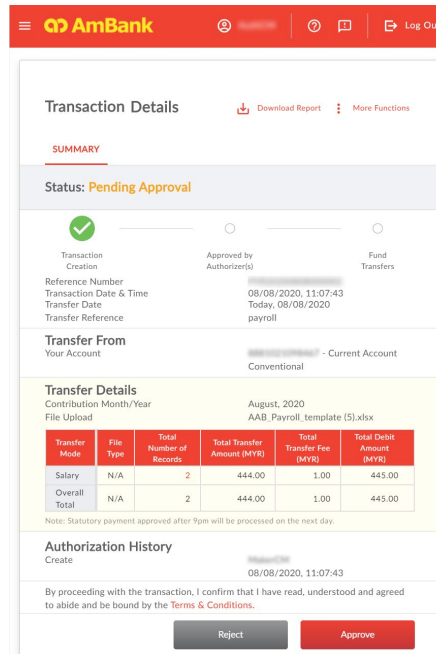 AmBank
Log Ou
Transaction Details
Download Report
More Functions
SUMMARY
Status: Pending Approval
Transaction Creation
Approved by Authorizer(s)
Fund Transfers
Reference Number
Transaction Date & Time 08/08/2020, 11:07:43
Transfer Date Today, 08/08/2020
Transfer Reference payroll
Transfer From
Your Account - Current Account
Conventional
Transfer Details
Contribution Month/Year August, 2020
File Upload AAB_Payroll_template (5).xlsx
Transfer Mode File Type Total Number of Records Total Transfer Amount (MYR) Total Transfer Fee (MYR) Total Debit Amount (MYR)
Salary N/A 2 444.00 1.00 445.00
Overall Total N/A 2 444.00 1.00 445.00
Note: Statutory payment approved after 9pm will be processed on the next day.
Authorization History
Create
08/08/2020, 11:07:43
By proceeding with the transaction, I confirm that I have read, understood and agreed
to abide and be bound by the Terms & Conditions.
Reject
Approve